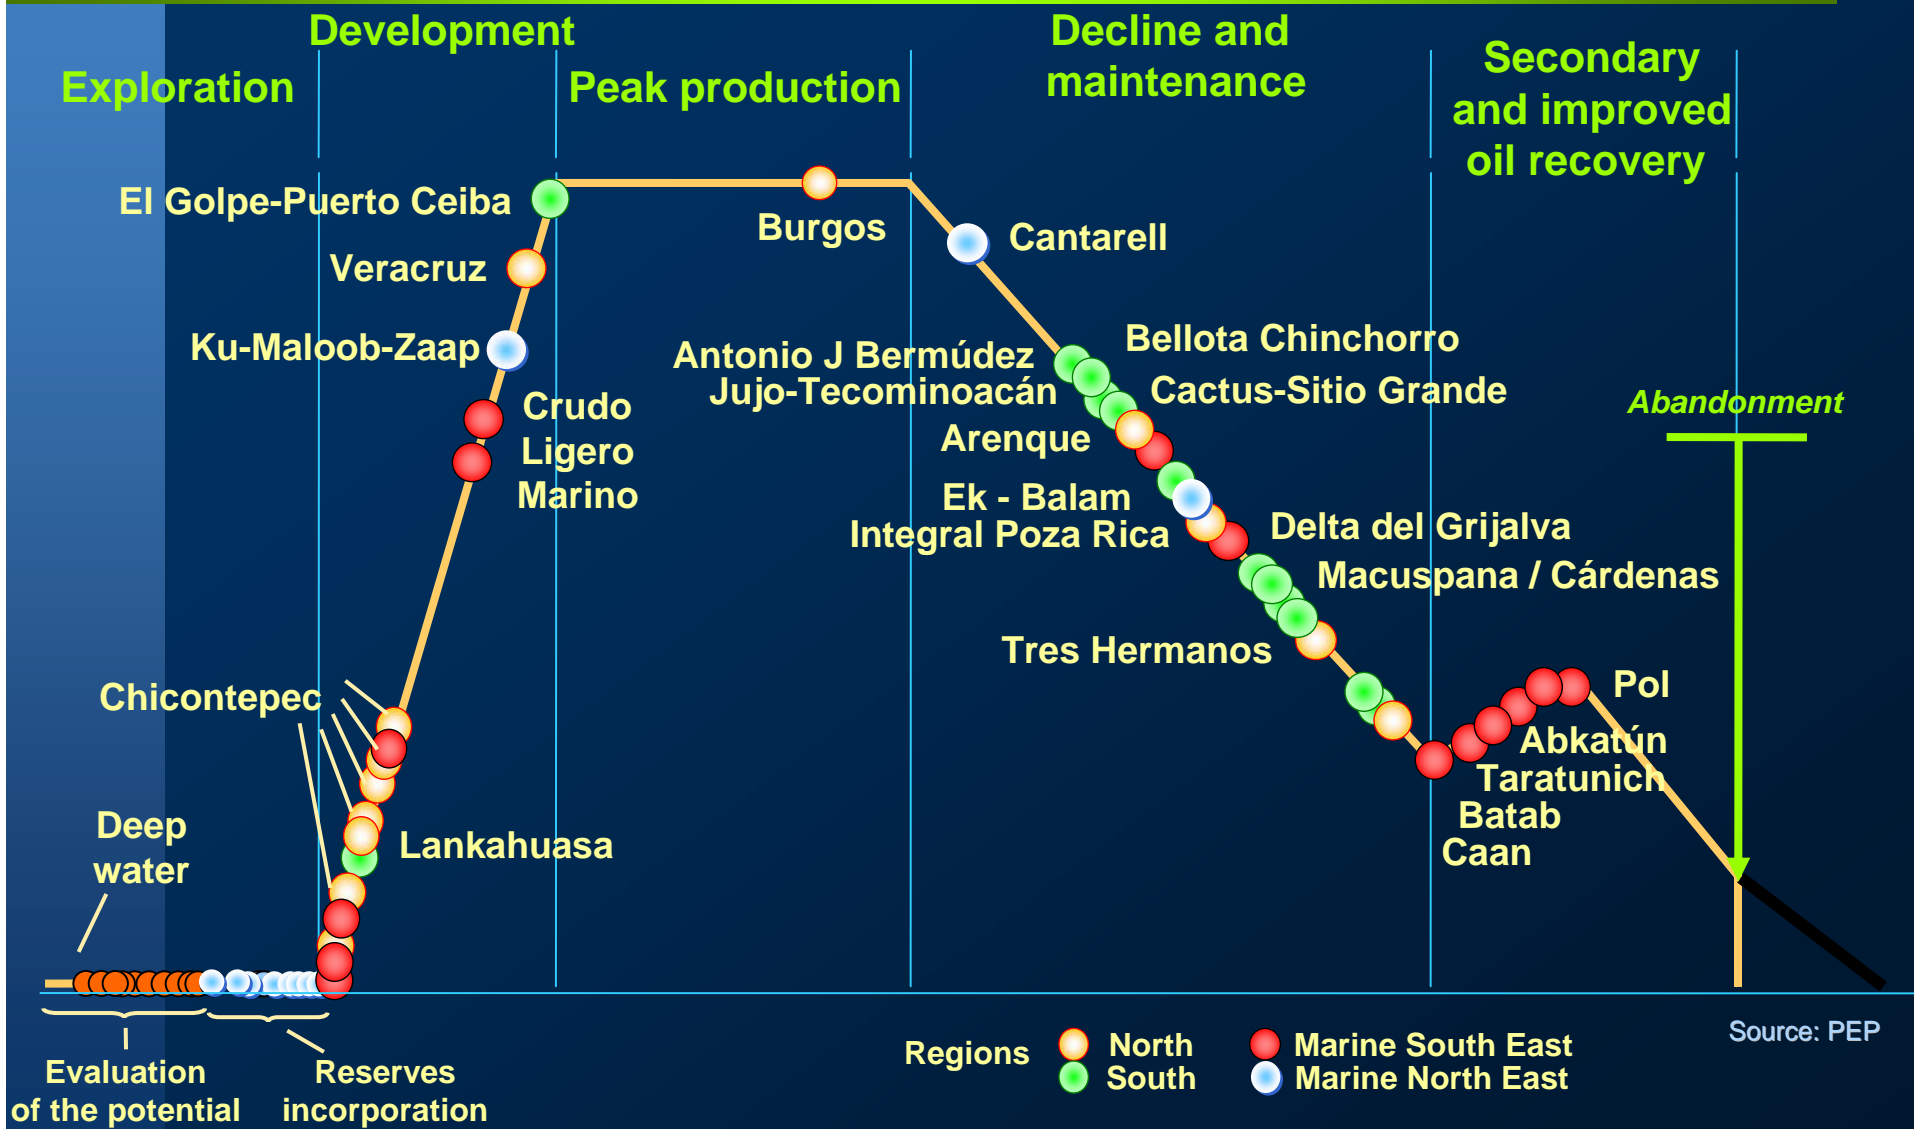 Development
Decline and
maintenance
Secondary
and improved
oil recovery
Exploration
Peak production
El Golpe-Puerto Ceiba
Burgos
Cantarell
Veracruz
Ku-Maloob-Zaap
Bellota Chinchorro
Antonio J Bermúdez
Jujo-Tecominoacán
Cactus-Sitio Grande
Abandonment
Crudo
Ligero
Marino
Arenque
Ek - Balam
Integral Poza Rica
Delta del Grijalva
Macuspana / Cárdenas
Tres Hermanos
Chicontepec
Pol
Abkatún
Taratunich
Batab
Caan
Deep
water
Lankahuasa
Evaluation
of the potential
Reserves
incorporation
Regions
North
South
Marine South East
Marine North East
Source: PEP